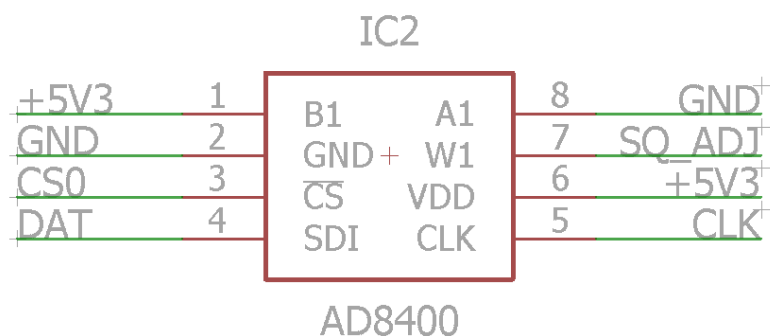 IC2
+5V3 1 B1 A1 8 GND
GND 2 GND W1 7 SQ_ADJ
CS0 3 CS VDD 6 +5V3
DAT 4 SDI CLK 5 CLK
AD8400